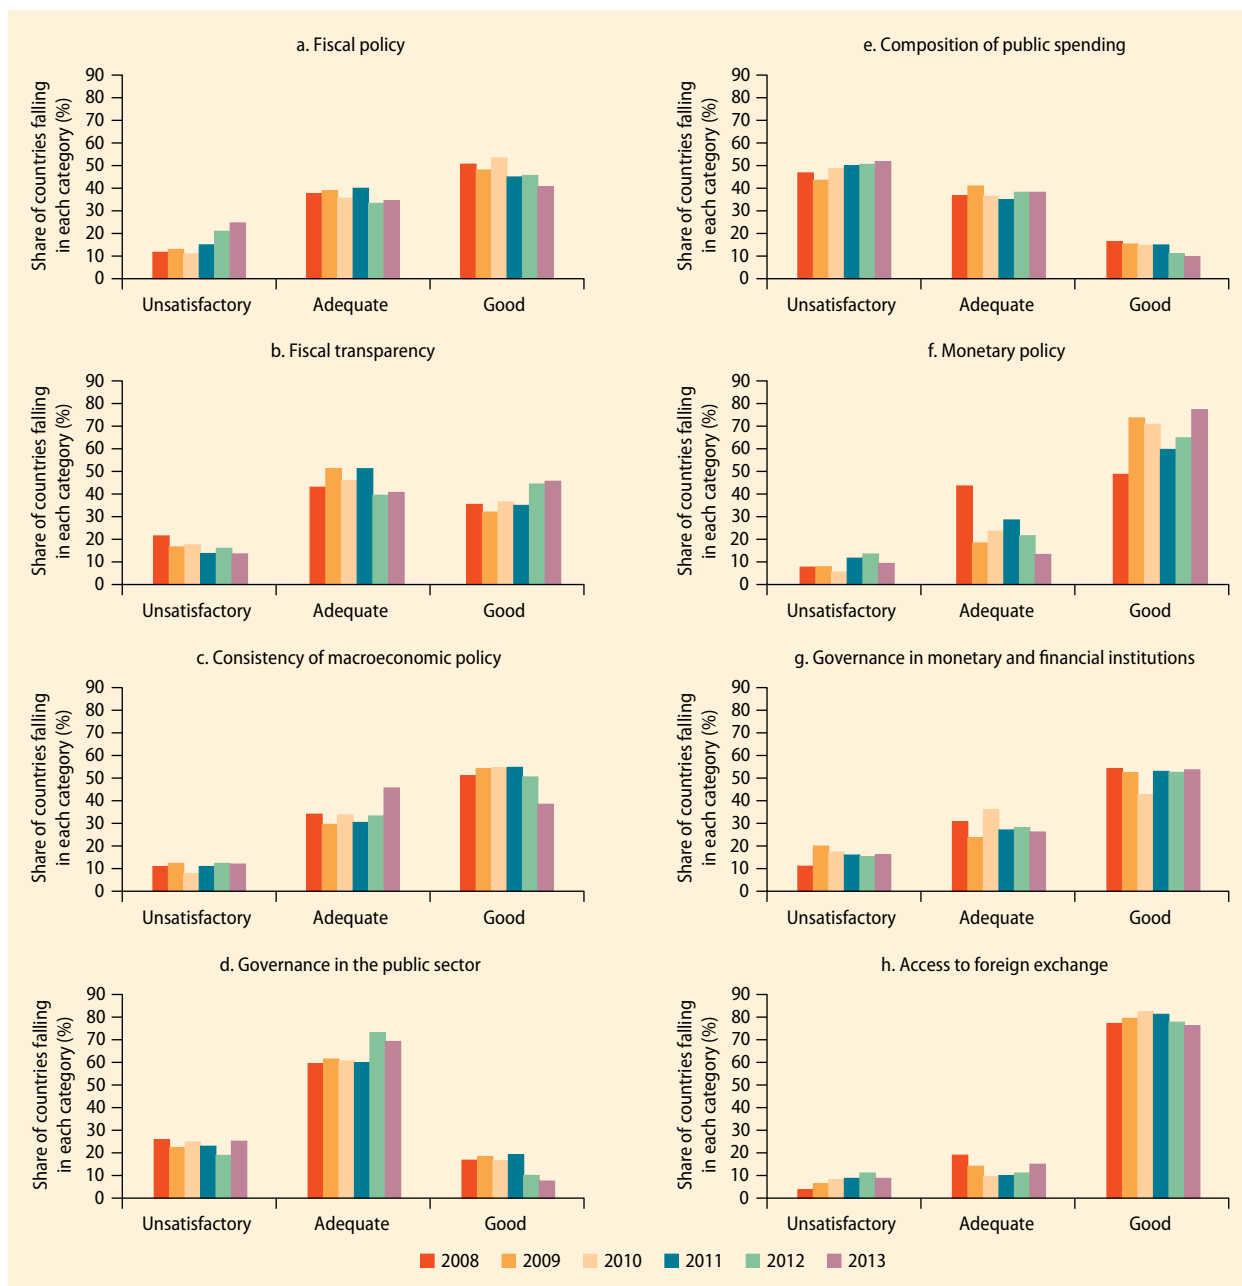 a. Fiscal policy
Share of countries falling
in each category (%)
90
80
70
60
50
40
30
20
10
0
Unsatisfactory Adequate Good
b. Fiscal transparency
Share of countries falling
in each category (%)
90
80
70
60
50
40
30
20
10
0
Unsatisfactory Adequate Good
c. Consistency of macroeconomic policy
Share of countries falling
in each category (%)
90
80
70
60
50
40
30
20
10
0
Unsatisfactory Adequate Good
d. Governance in the public sector
Share of countries falling
in each category (%)
90
80
70
60
50
40
30
20
10
0
Unsatisfactory Adequate Good
e. Composition of public spending
Share of countries falling
in each category (%)
90
80
70
60
50
40
30
20
10
0
Unsatisfactory Adequate Good
f. Monetary policy
Share of countries falling
in each category (%)
90
80
70
60
50
40
30
20
10
0
Unsatisfactory Adequate Good
g. Governance in monetary and financial institutions
Share of countries falling
in each category (%)
90
80
70
60
50
40
30
20
10
0
Unsatisfactory Adequate Good
h. Access to foreign exchange
Share of countries falling
in each category (%)
90
80
70
60
50
40
30
20
10
0
Unsatisfactory Adequate Good
2008 2009 2010 2011 2012 2013